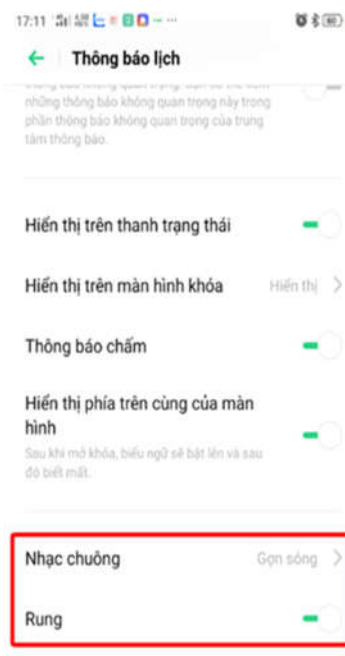 17:11
Thông báo lịch
những thông báo không quan trọng này trong
phần thông báo không quan trọng của trung
tâm thông báo.
Hiển thị trên thanh trạng thái
Hiển thị trên màn hình khóa Hiển thị
Thông báo chấm
Hiển thị phía trên cùng của màn
hình
Sau khi mở khóa, biểu ngữ sẽ bật lên và sau
đó biết mất.
Nhạc chuông Gợn sóng
Rung